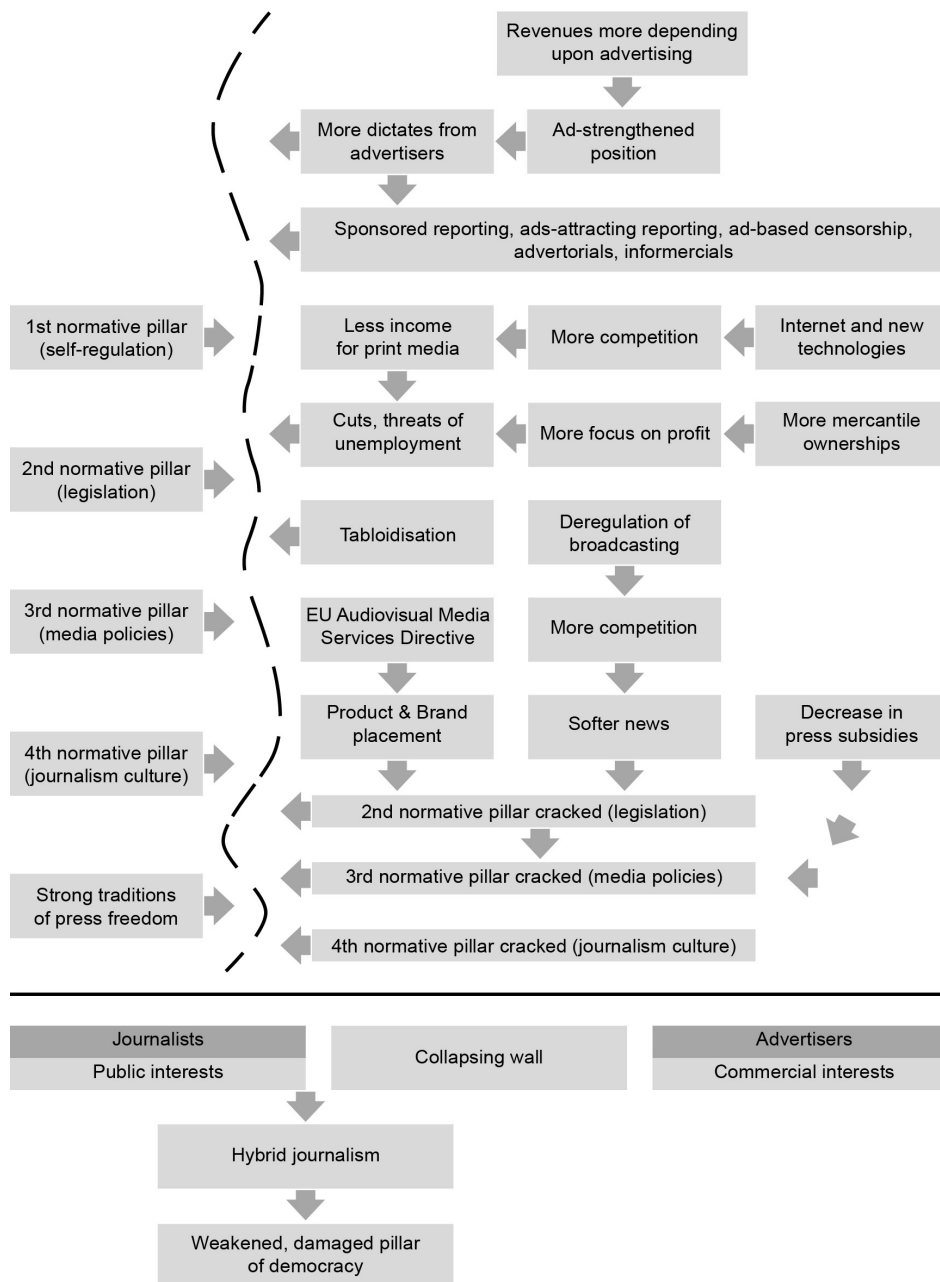 Revenues more depending
upon advertising
More dictates from
advertisers
Ad-strengthened
position
Sponsored reporting, ads-attracting reporting, ad-based censorship,
advertorials, informercials
1st normative pillar
(self-regulation)
Less income
for print media
More competition
Internet and new
technologies
Cuts, threats of
unemployment
More focus on profit
More mercantile
ownerships
2nd normative pillar
(legislation)
Tabloidisation
Deregulation of
broadcasting
3rd normative pillar
(media policies)
EU Audiovisual Media
Services Directive
More competition
Product & Brand
placement
Softer news
Decrease in
press subsidies
4th normative pillar
(journalism culture)
2nd normative pillar cracked (legislation)
3rd normative pillar cracked (media policies)
Strong traditions
of press freedom
4th normative pillar cracked (journalism culture)
Journalists
Public interests
Collapsing wall
Advertisers
Commercial interests
Hybrid journalism
Weakened, damaged pillar
of democracy